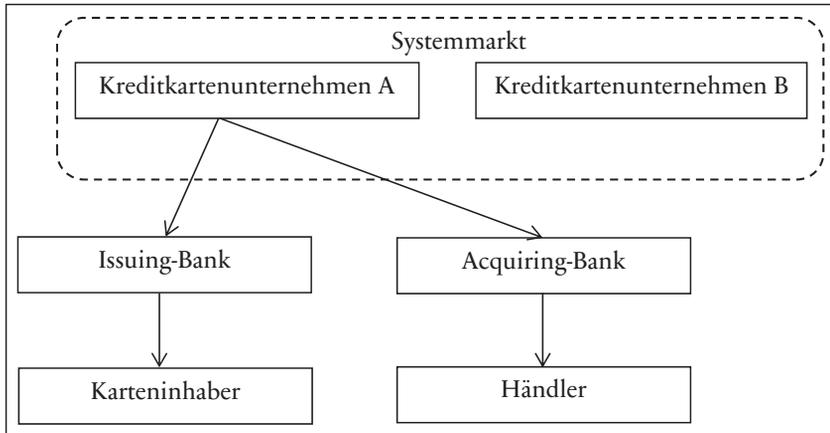 Systemmarkt
Kreditkartenunternehmen A
Kreditkartenunternehmen B
Issuing-Bank
Acquiring-Bank
Karteninhaber
Händler